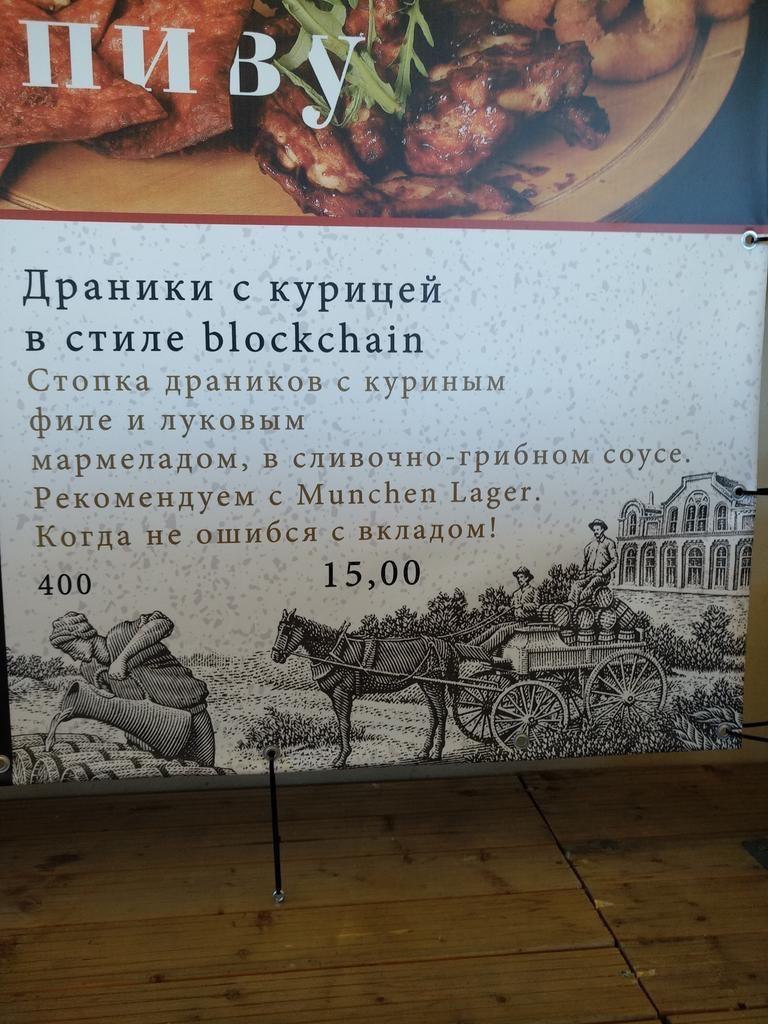 пиву
Драники с курицей
в стиле blockchain
Стопка драников с куриным
филе и луковым
мармеладом, в сливочно-грибном соусе.
Рекомендуем с Munchen Lager.
Когда не ошибся с вкладом!
400 15,00